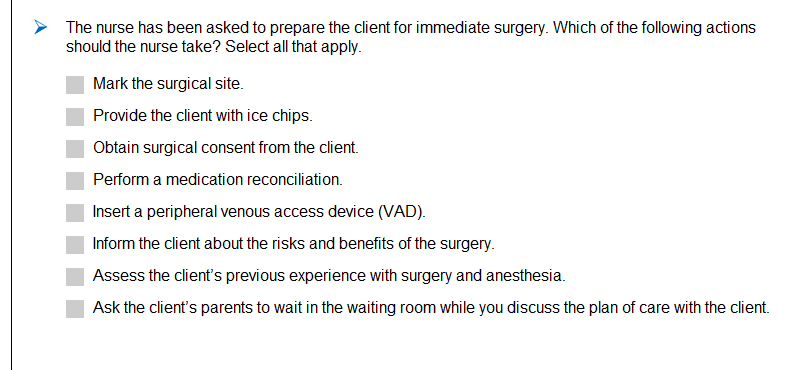 The nurse has been asked to prepare the client for immediate surgery. Which of the following actions
should the nurse take? Select all that apply.
Mark the surgical site.
Provide the client with ice chips.
Obtain surgical consent from the client.
Perform a medication reconciliation.
Insert a peripheral venous access device (VAD).
Inform the client about the risks and benefits of the surgery.
Assess the client's previous experience with surgery and anesthesia.
Ask the client's parents to wait in the waiting room while you discuss the plan of care with the client.